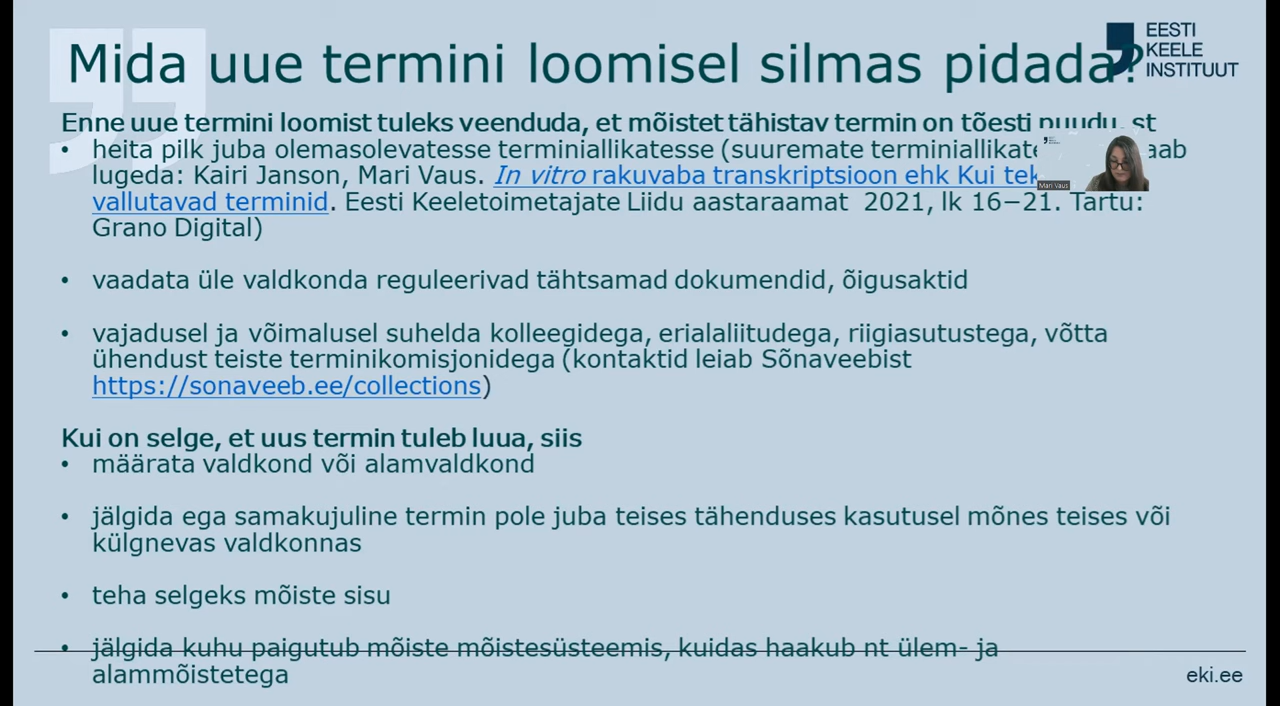 Mida uue termini loomisel silmas pidada?
EESTI
KEELE
INSTITUUT
Enne uue termini loomist tuleks veenduda, et mõistet tähistav termin on tõesti puudu, st
• heita pilk juba olemasolevatesse terminiallikatesse (suuremate
lugeda: Kairi Janson, Mari Vaus. In vitro rakuvaba transkriptsioon ehk Kui
vallutavad terminid. Eesti Keeletoimetajate Liidu aastaraamat 2021, lk 16−21. Tartu:
Grano Digital)
Mari Vaus
• vaadata üle valdkonda reguleerivad tähtsamad dokumendid, õigusaktid
• vajadusel ja võimalusel suhelda kolleegidega, erialaliitudega, riigiasutustega, võtta
ühendust teiste terminikomisjonidega (kontaktid leiab Sõnaveebist
https://sonaveeb.ee/collections)
Kui on selge, et uus termin tuleb luua, siis
• määrata valdkond või alamvaldkond
• jälgida ega samakujuline termin pole juba teises tähenduses kasutusel mõnes teises või
külgnevas valdkonnas
• teha selgeks mõiste sisu
• jälgida kuhu paigutub mõiste mõistesüsteemis, kuidas haakub nt ülem- ja
alammõistetega
eki.ee